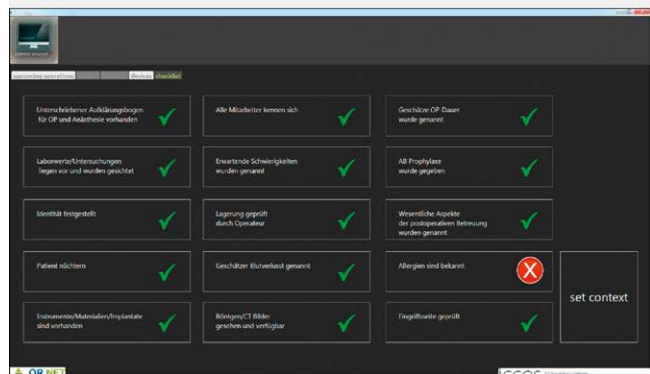 upcoming operations
devices
checklist
Unterschriebener Aufklärungsbogen
für OP und Anästhesie vorhanden
Alle Mitarbeiter kennen sich
Geschätze OP-Dauer
wurde genannt
Laborwerte/Untersuchungen
liegen vor und wurden gesichtet
Erwartende Schwierigkeiten
wurden genannt
AB Prophylaxe
wurde gegeben
Identität festgestellt
Lagerung geprüft
durch Operateur
Wesentliche Aspekte
der postoperativen Betreuung
wurden genannt
Patient nüchtern
Geschätzer Blutverlust genannt
Allergien sind bekannt
X
Instrumente/Materialien/Implantate
sind vorhanden
Röntgen/CT Bilder
gesehen und verfügbar
Eingriffsseite geprüft
set context
OR NET